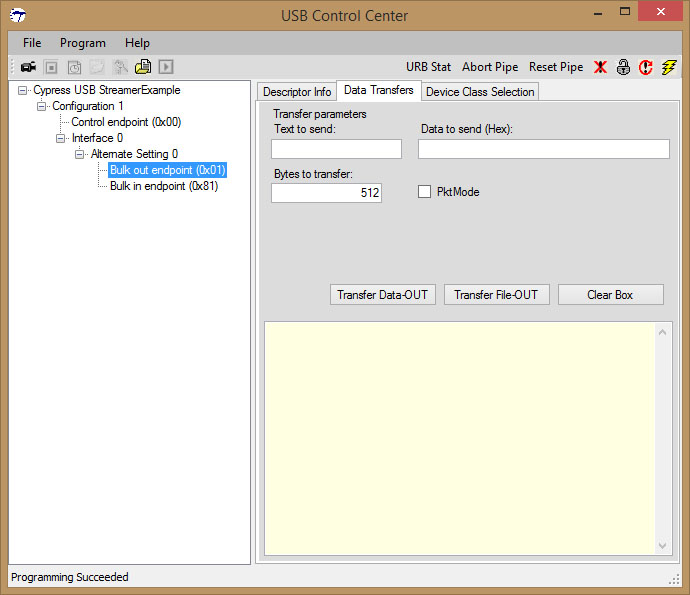 USB Control Center
File Program Help
URB Stat Abort Pipe Reset Pipe
Cypress USB StreamerExample
Configuration 1
Control endpoint (0x00)
Interface 0
Alternate Setting 0
Bulk out endpoint (0x01)
Bulk in endpoint (0x81)
Descriptor Info Data Transfers Device Class Selection
Transfer parameters
Text to send: Data to send (Hex):
Bytes to transfer:
512 PktMode
Transfer Data-OUT Transfer File-OUT Clear Box
Programming Succeeded